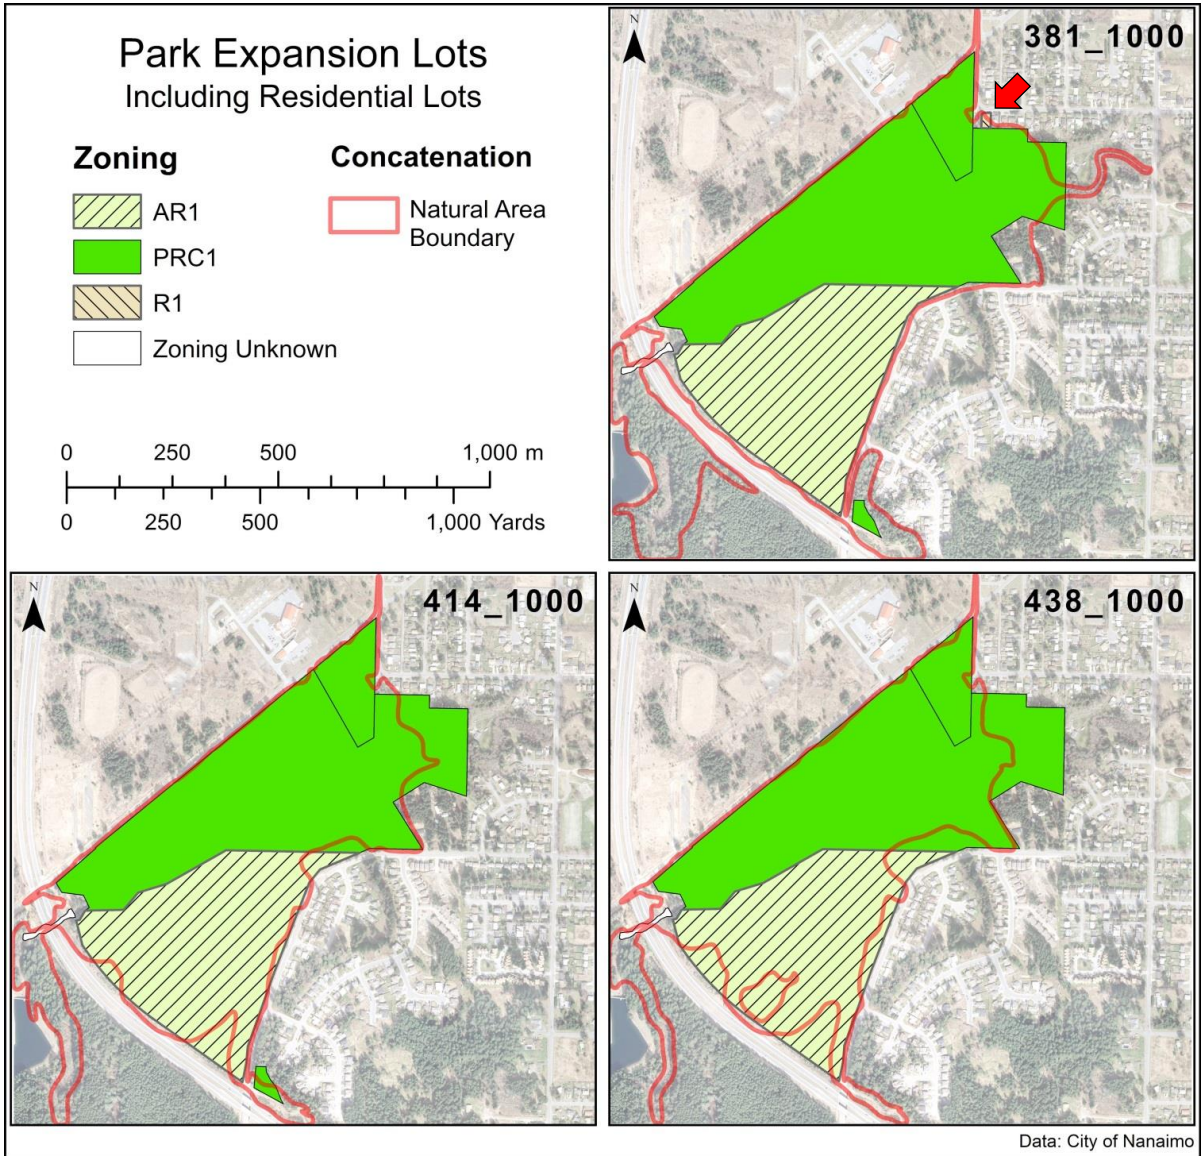 Park Expansion Lots
Including Residential Lots
Zoning
AR1
PRC1
R1
Zoning Unknown
Concatenation
Natural Area
Boundary
0 250 500 1,000 m
0 250 500 1,000 Yards
N
381_1000
N
414_1000
N
438_1000
Data: City of Nanaimo